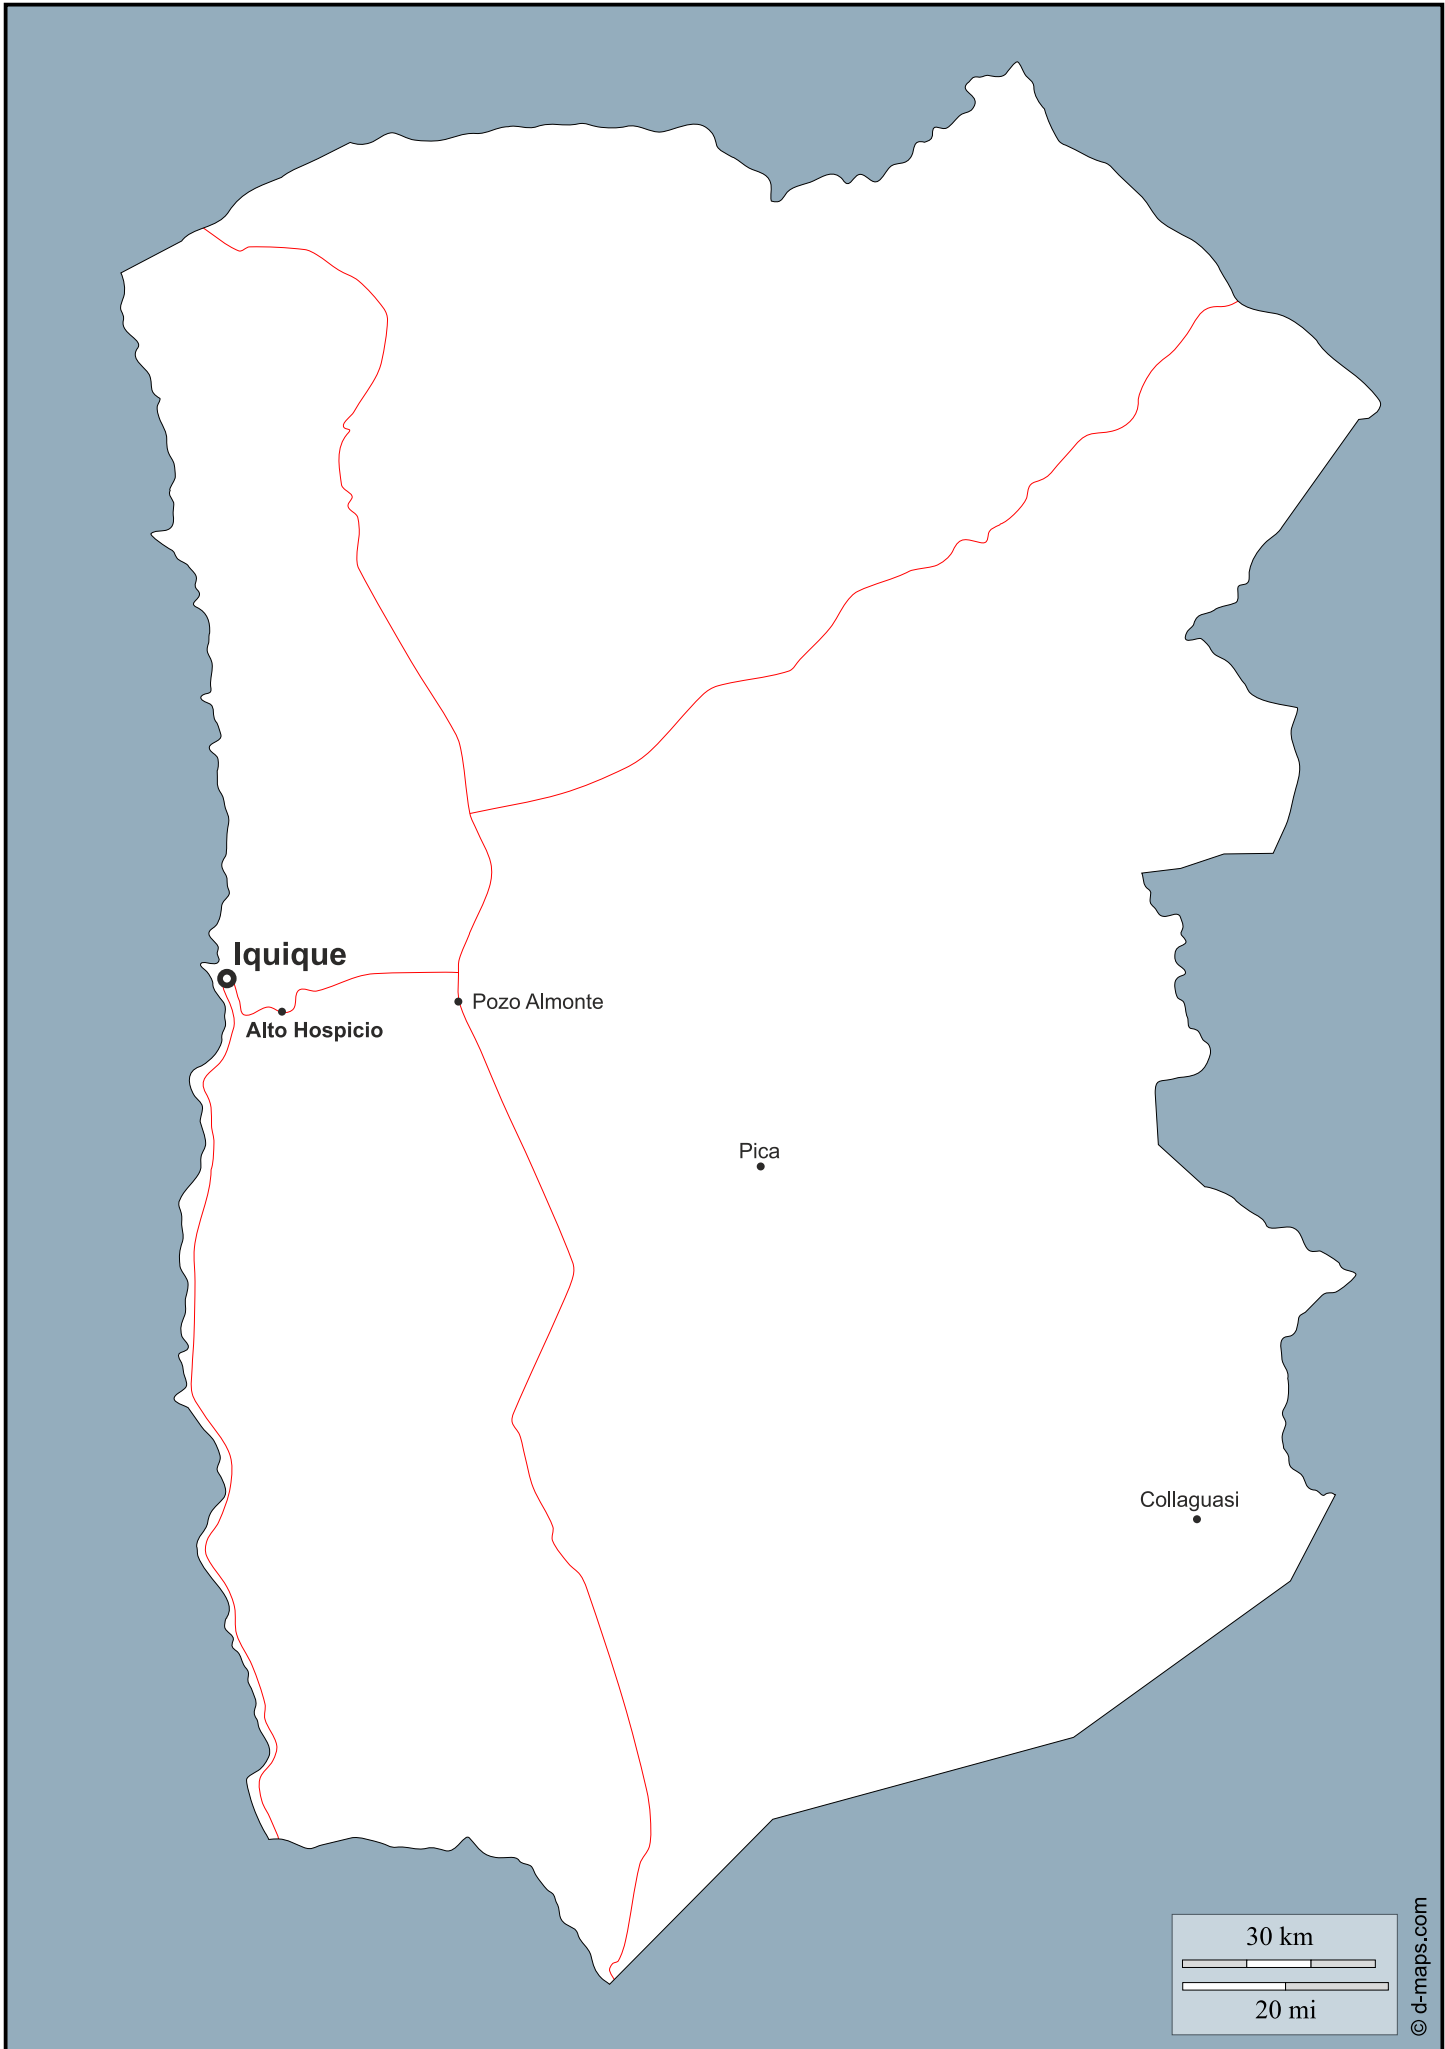 Iquique
Pozo Almonte
Alto Hospicio
Pica
Collaguasi
30 km
20 mi
© d-maps.com